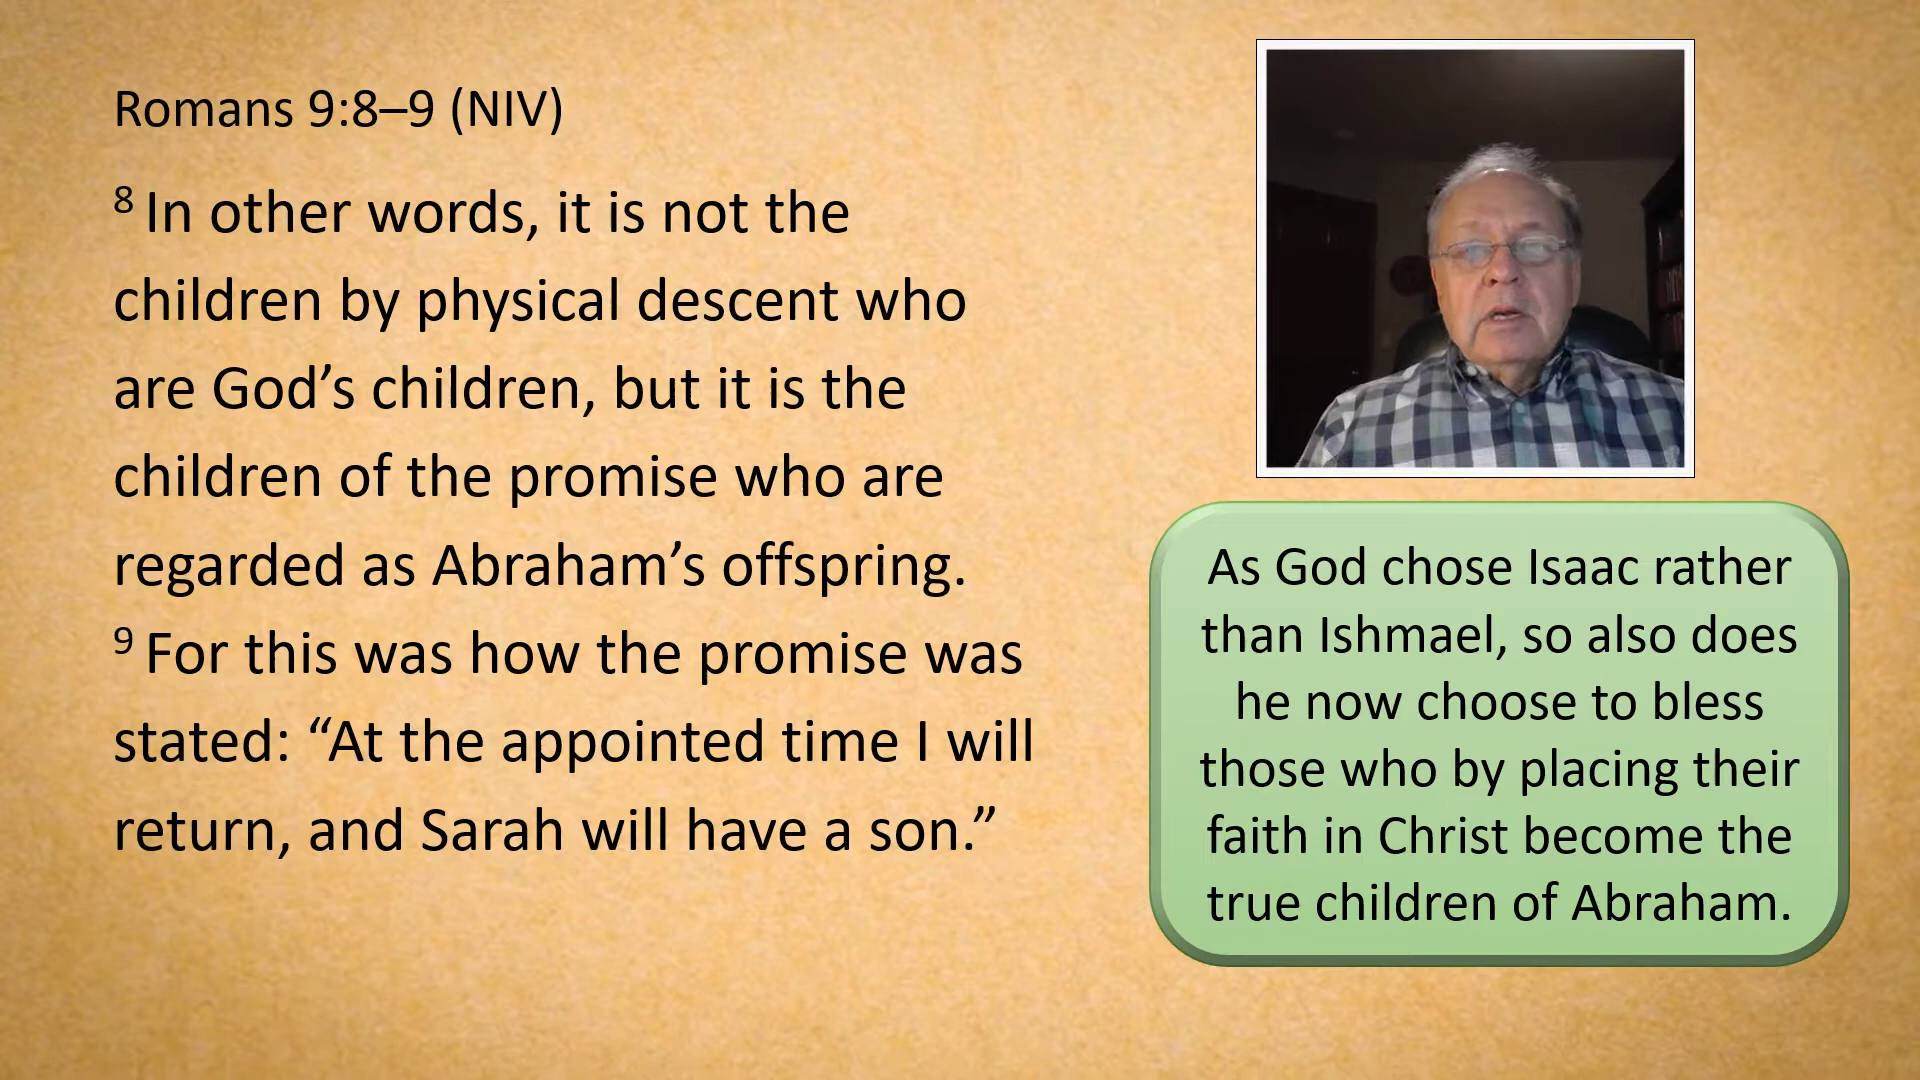 Romans 9:8–9 (NIV)
⁸ In other words, it is not the
children by physical descent who
are God’s children, but it is the
children of the promise who are
regarded as Abraham’s offspring.
⁹ For this was how the promise was
stated: “At the appointed time I will
return, and Sarah will have a son.”
As God chose Isaac rather
than Ishmael, so also does
he now choose to bless
those who by placing their
faith in Christ become the
true children of Abraham.